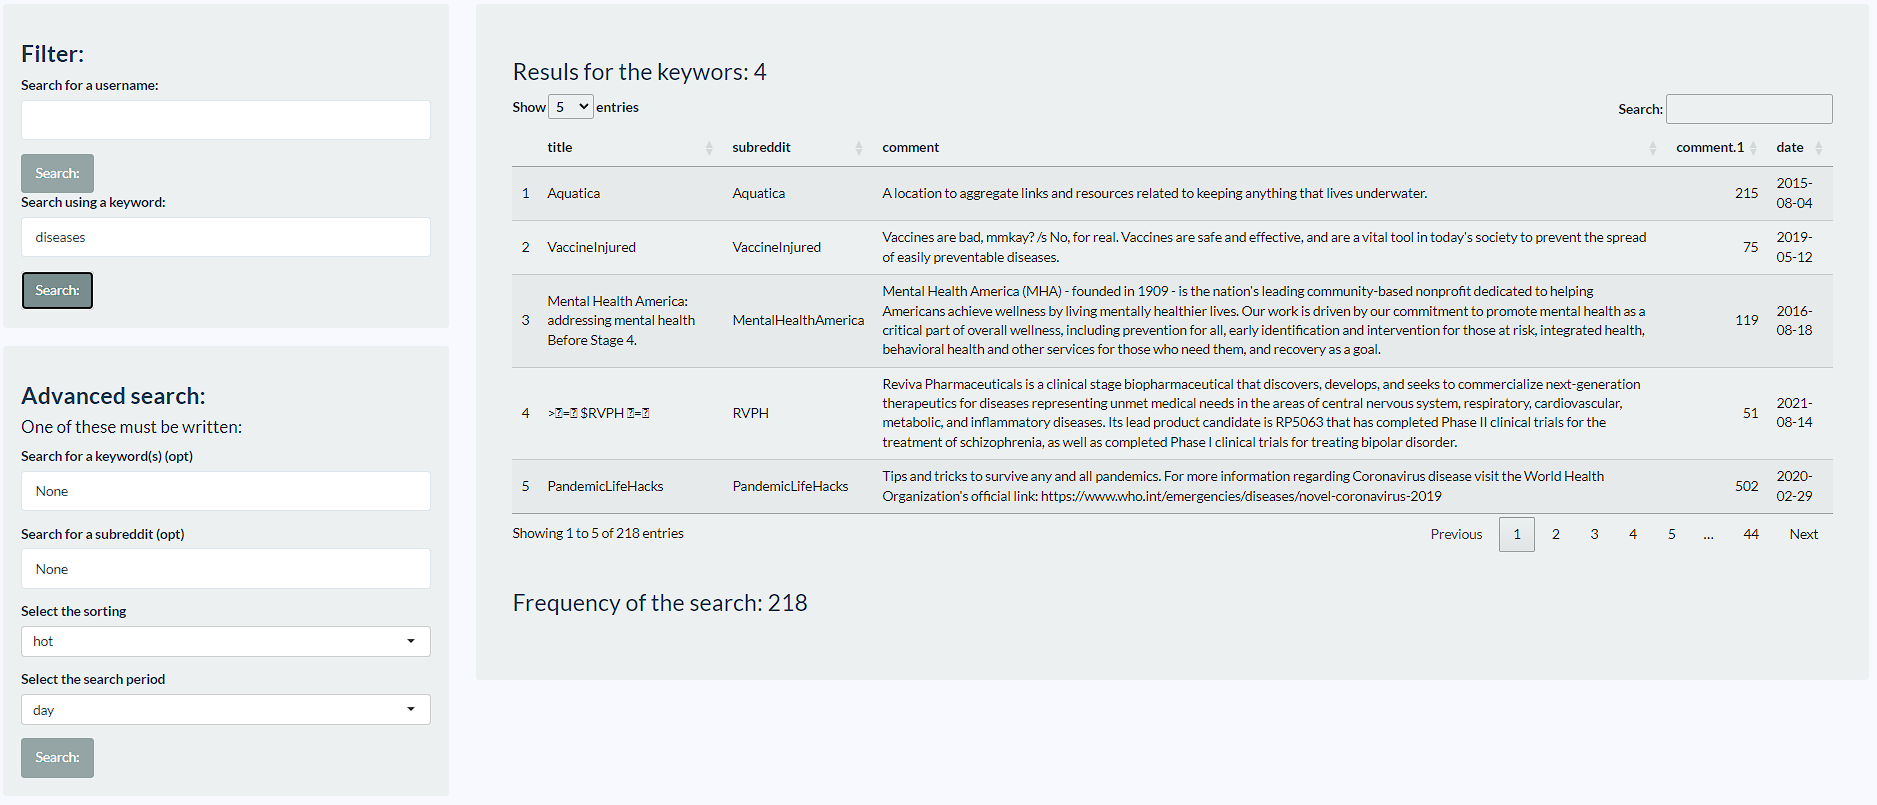 Filter:
Search for a username:
Search:
Search using a keyword:
diseases
Search:
Advanced search:
One of these must be written:
Search for a keyword(s) (opt)
None
Search for a subreddit (opt)
None
Select the sorting
hot
Select the search period
day
Search:
Resuls for the keywors: 4
Show 5 entries
Search:
title subreddit comment comment.1 date
1 Aquatica Aquatica A location to aggregate links and resources related to keeping anything that lives underwater. 215 2015-
08-04
2 VaccineInjured VaccineInjured Vaccines are bad, mmkay? /s No, for real. Vaccines are safe and effective, and are a vital tool in today's society to prevent the spread
of easily preventable diseases. 75 2019-
05-12
3 Mental Health America:
addressing mental health
Before Stage 4. MentalHealthAmerica Mental Health America (MHA) - founded in 1909 - is the nation's leading community-based nonprofit dedicated to helping
Americans achieve wellness by living mentally healthier lives. Our work is driven by our commitment to promote mental health as a
critical part of overall wellness, including prevention for all, early identification and intervention for those at risk, integrated health,
behavioral health and other services for those who need them, and recovery as a goal. 119 2016-
08-18
4 >=  $RVPH = RVPH Reviva Pharmaceuticals is a clinical stage biopharmaceutical that discovers, develops, and seeks to commercialize next-generation
therapeutics for diseases representing unmet medical needs in the areas of central nervous system, respiratory, cardiovascular,
metabolic, and inflammatory diseases. Its lead product candidate is RP5063 that has completed Phase II clinical trials for the
treatment of schizophrenia, as well as completed Phase I clinical trials for treating bipolar disorder. 51 2021-
08-14
5 PandemicLifeHacks PandemicLifeHacks Tips and tricks to survive any and all pandemics. For more information regarding Coronavirus disease visit the World Health
Organization's official link: https://www.who.int/emergencies/diseases/novel-coronavirus-2019 502 2020-
02-29
Showing 1 to 5 of 218 entries
Previous 1 2 3 4 5 ... 44 Next
Frequency of the search: 218